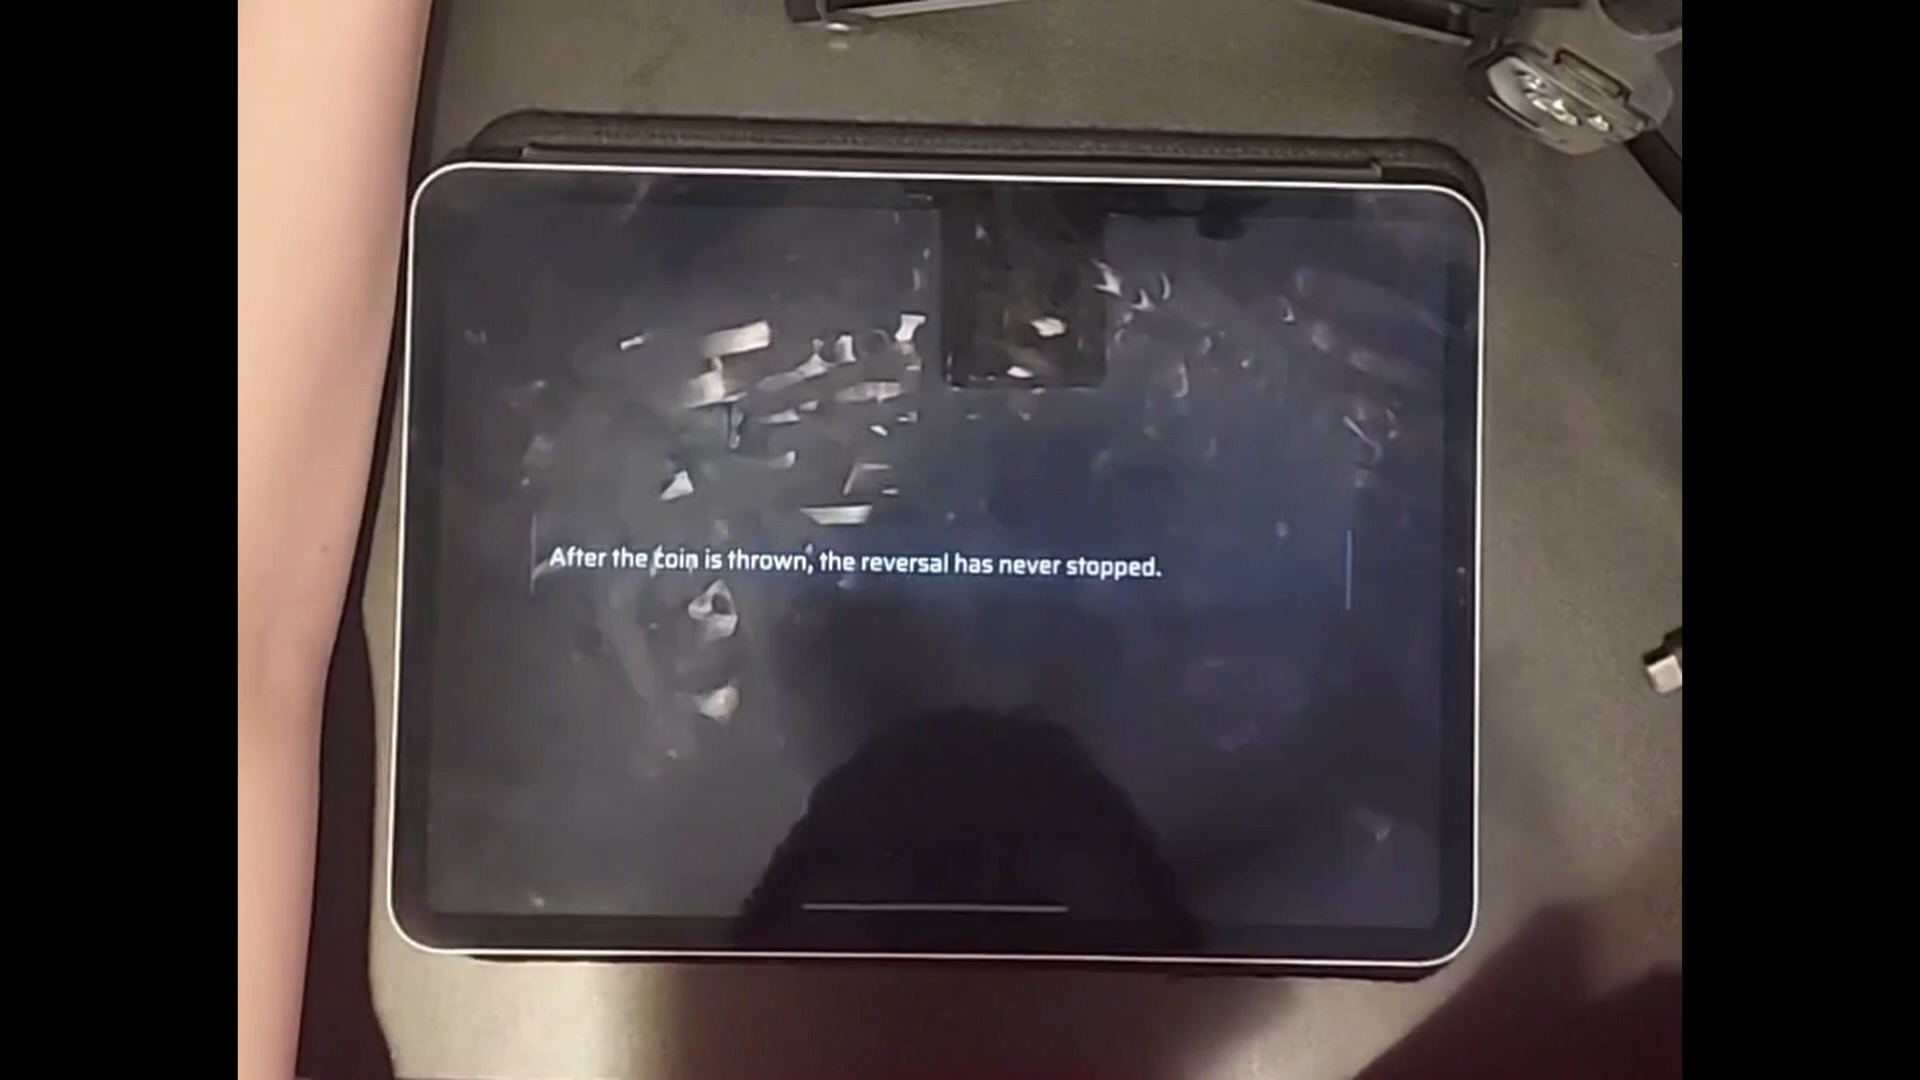 After the coin is thrown, the reversal has never stopped.